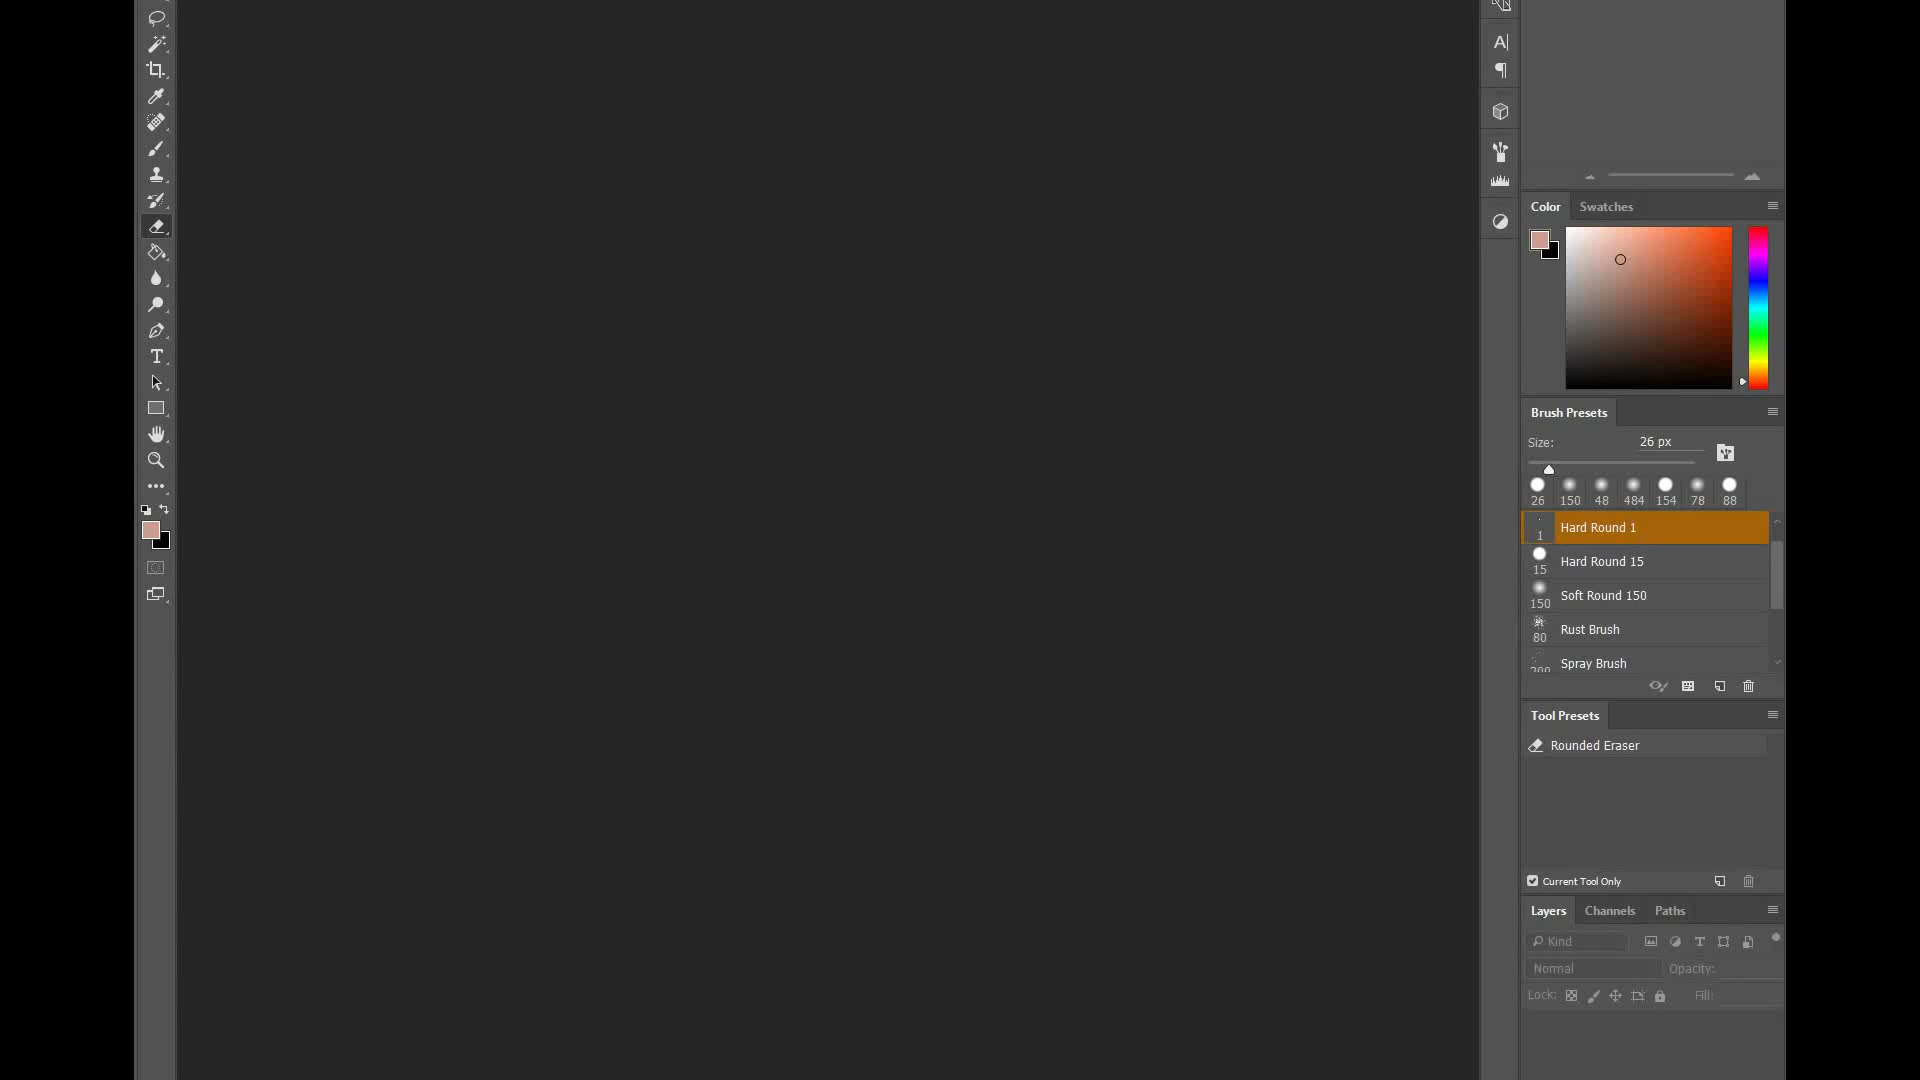 Color Swatches
Brush Presets
Size: 26 px
26 150 48 484 154 78 88
1 Hard Round 1
15 Hard Round 15
150 Soft Round 150
80 Rust Brush
200 Spray Brush
Tool Presets
Rounded Eraser
Current Tool Only
Layers Channels Paths
Kind
Normal Opacity:
Lock: Fill: